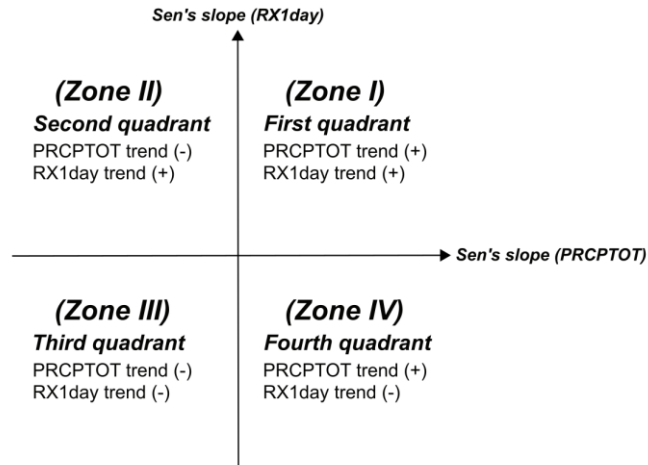 Sen's slope (RX1day)
(Zone II)
Second quadrant
PRCPTOT trend (-)
RX1day trend (+)
(Zone I)
First quadrant
PRCPTOT trend (+)
RX1day trend (+)
Sen's slope (PRCPTOT)
(Zone III)
Third quadrant
PRCPTOT trend (-)
RX1day trend (-)
(Zone IV)
Fourth quadrant
PRCPTOT trend (+)
RX1day trend (-)